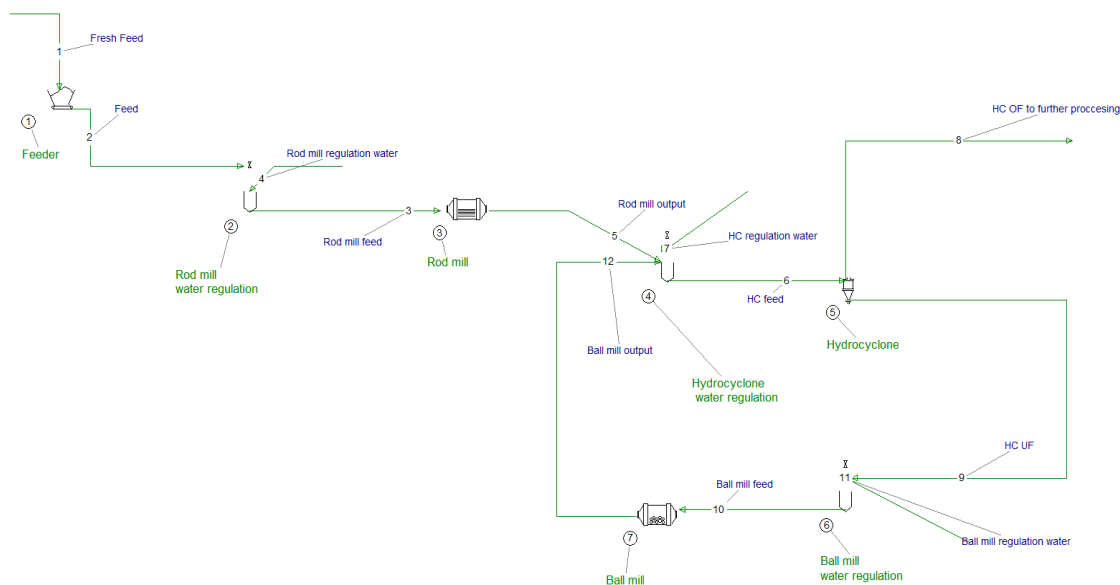 Fresh Feed
1
1
Feeder
Feed
2
HC OF to further proccesing
8
Rod mill regulation water
4
3
Rod mill feed
2
Rod mill
water regulation
3
Rod mill
Rod mill output
5
7
HC regulation water
12
Ball mill output
6
HC feed
4
Hydrocyclone
water regulation
5
Hydrocyclone
HC UF
9
11
Ball mill regulation water
Ball mill feed
10
6
Ball mill
water regulation
7
Ball mill